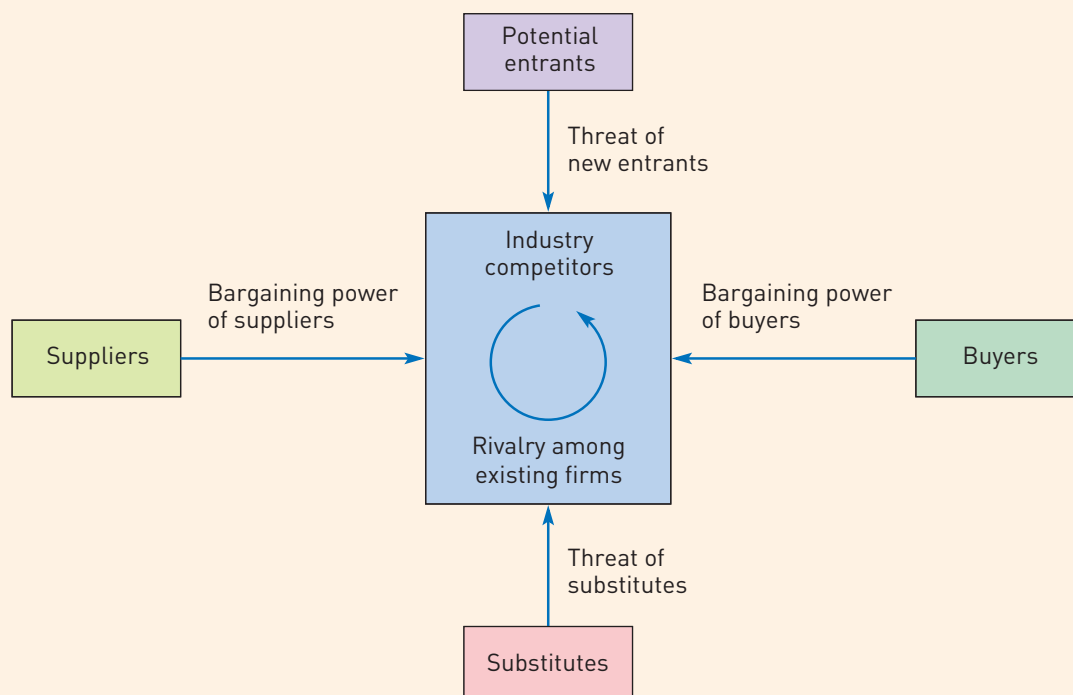 Potential
entrants
Threat of
new entrants
Industry
competitors
Bargaining power
of suppliers
Bargaining power
of buyers
Suppliers
Buyers
Rivalry among
existing firms
Threat of
substitutes
Substitutes